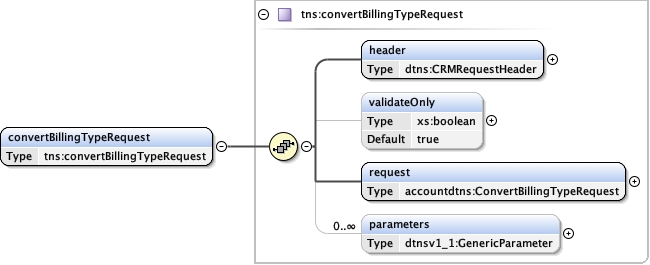 tns:convertBillingTypeRequest
header
Type dtns:CRMRequestHeader
validateOnly
Type xs:boolean
Default true
convertBillingTypeRequest
Type tns:convertBillingTypeRequest
request
Type accountdtns:ConvertBillingTypeRequest
0..∞
parameters
Type dtnsv1_1:GenericParameter